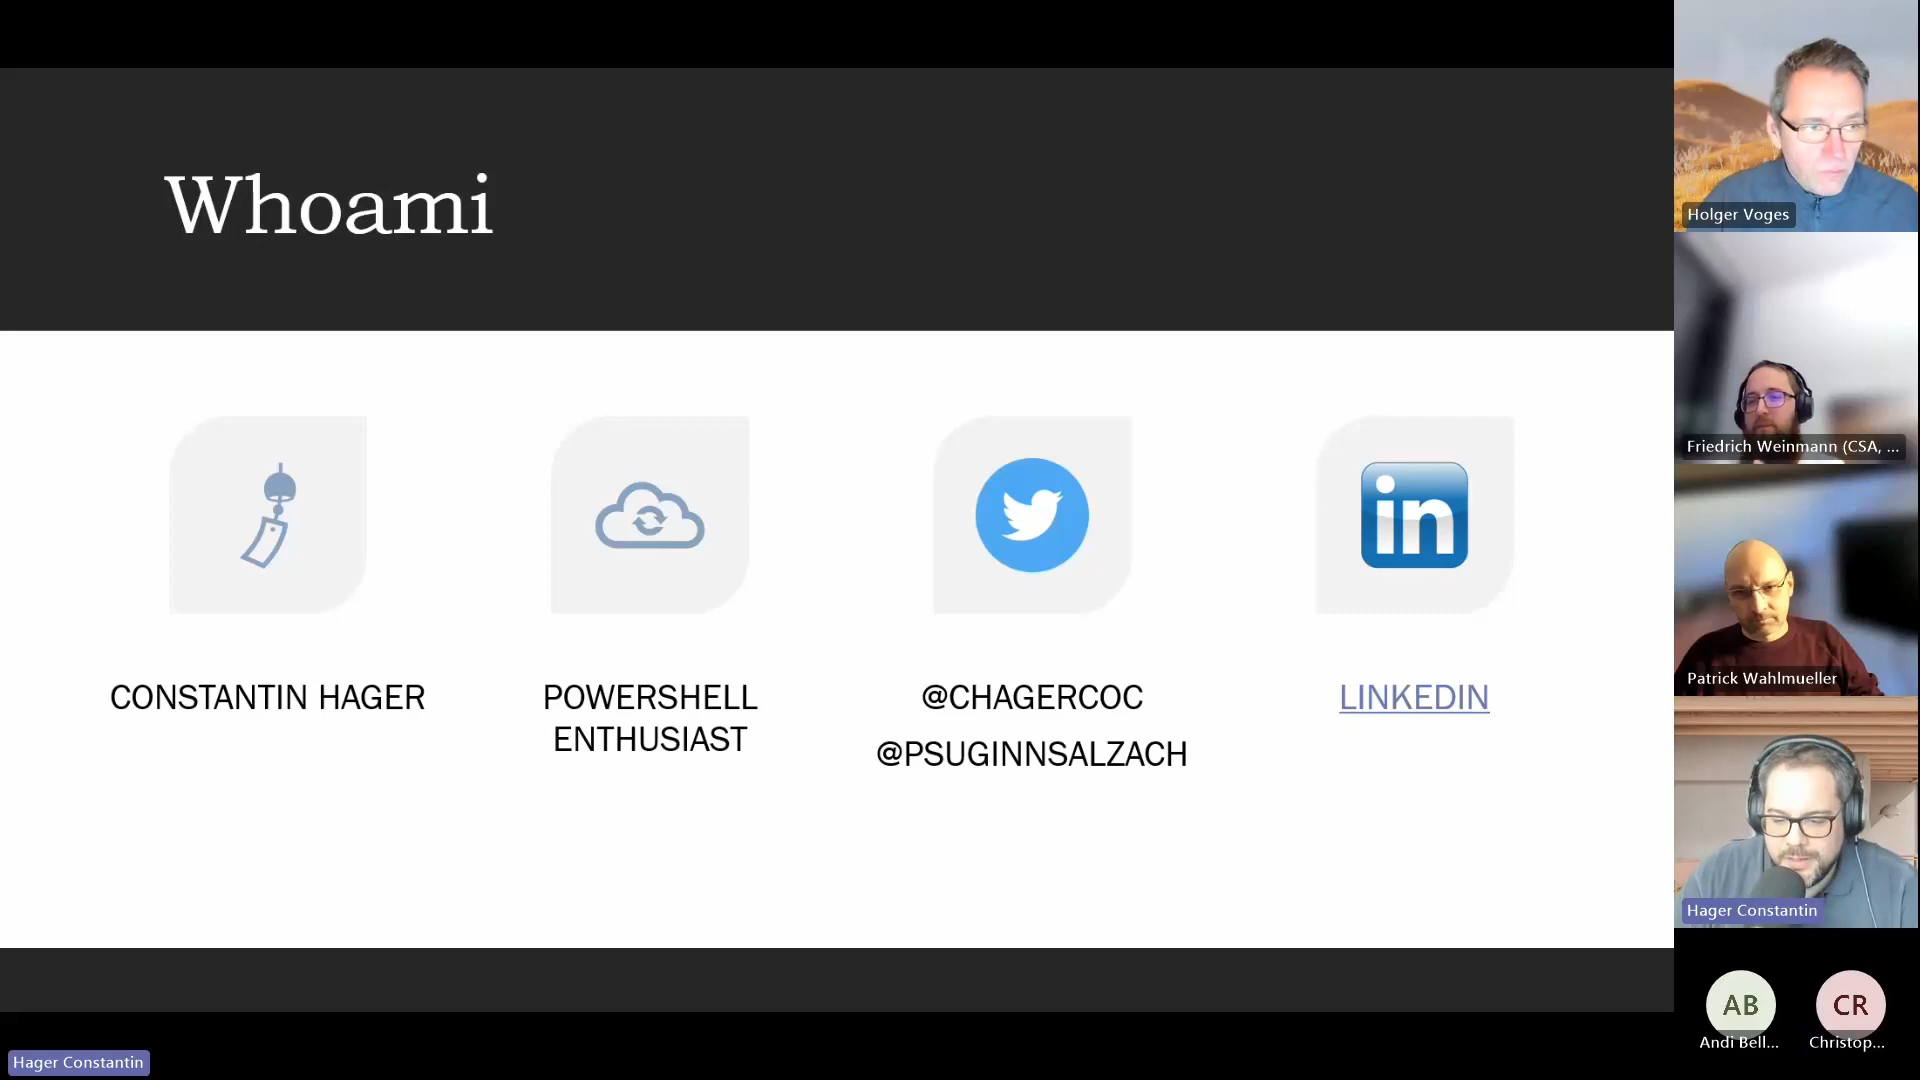 Whoami
CONSTANTIN HAGER
POWERSHELL
ENTHUSIAST
@CHAGERCOC
@PSUGINNSALZACH
in
LINKEDIN
Holger Voges
Friedrich Weinmann (CSA, ...
Patrick Wahlmueller
Hager Constantin
AB
Andi Bell...
CR
Christop...
Hager Constantin